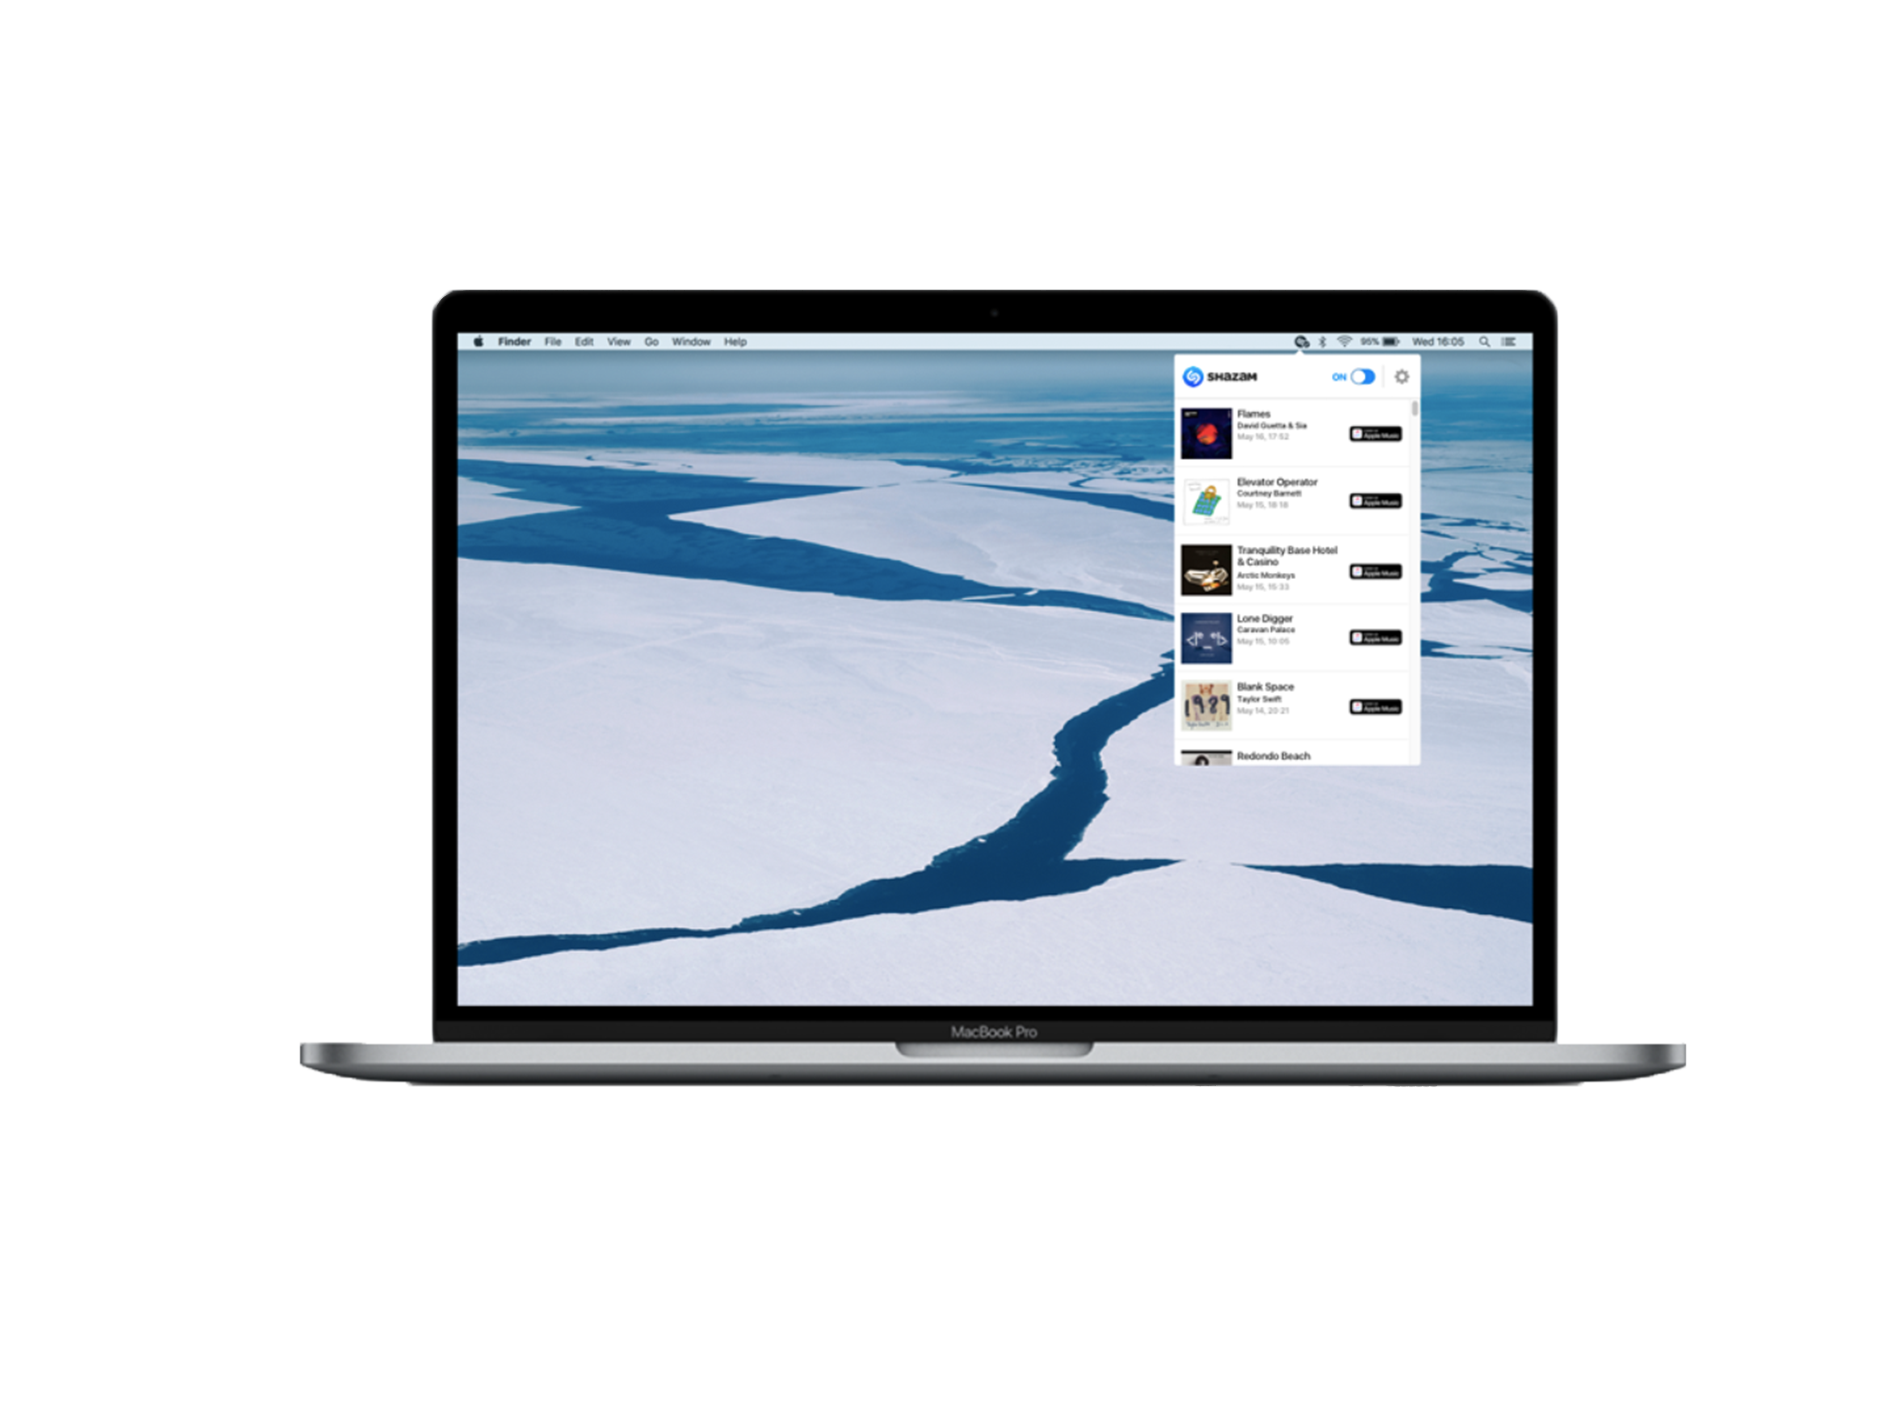 Finder File Edit View Go Window Help
95% Wed 16:05
SHAZAM ON
Flames
David Guetta & Sia
May 16, 17:52
Apple Music
Elevator Operator
Courtney Barnett
May 15, 18:18
Apple Music
Tranquility Base Hotel
& Casino
Arctic Monkeys
May 15, 15:33
Apple Music
Lone Digger
Caravan Palace
May 15, 10:05
Apple Music
1989
Blank Space
Taylor Swift
May 14, 20:21
Apple Music
Redondo Beach
MacBook Pro